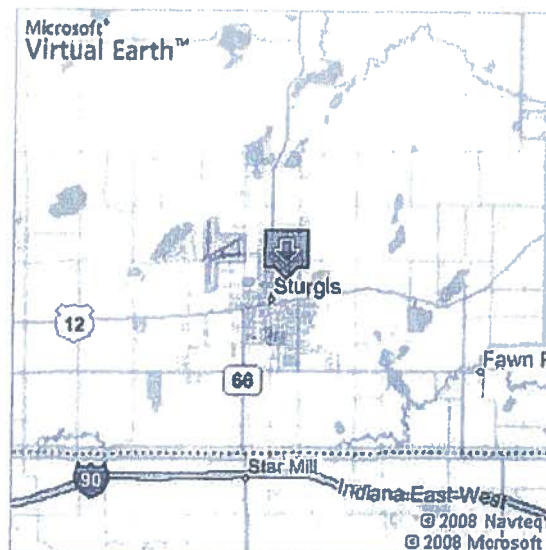 Microsoft®
Virtual Earth™
Sturgis
12
Fawn R
66
Star Mill
90
Indiana East-West
© 2008 Navteq
© 2008 Microsoft